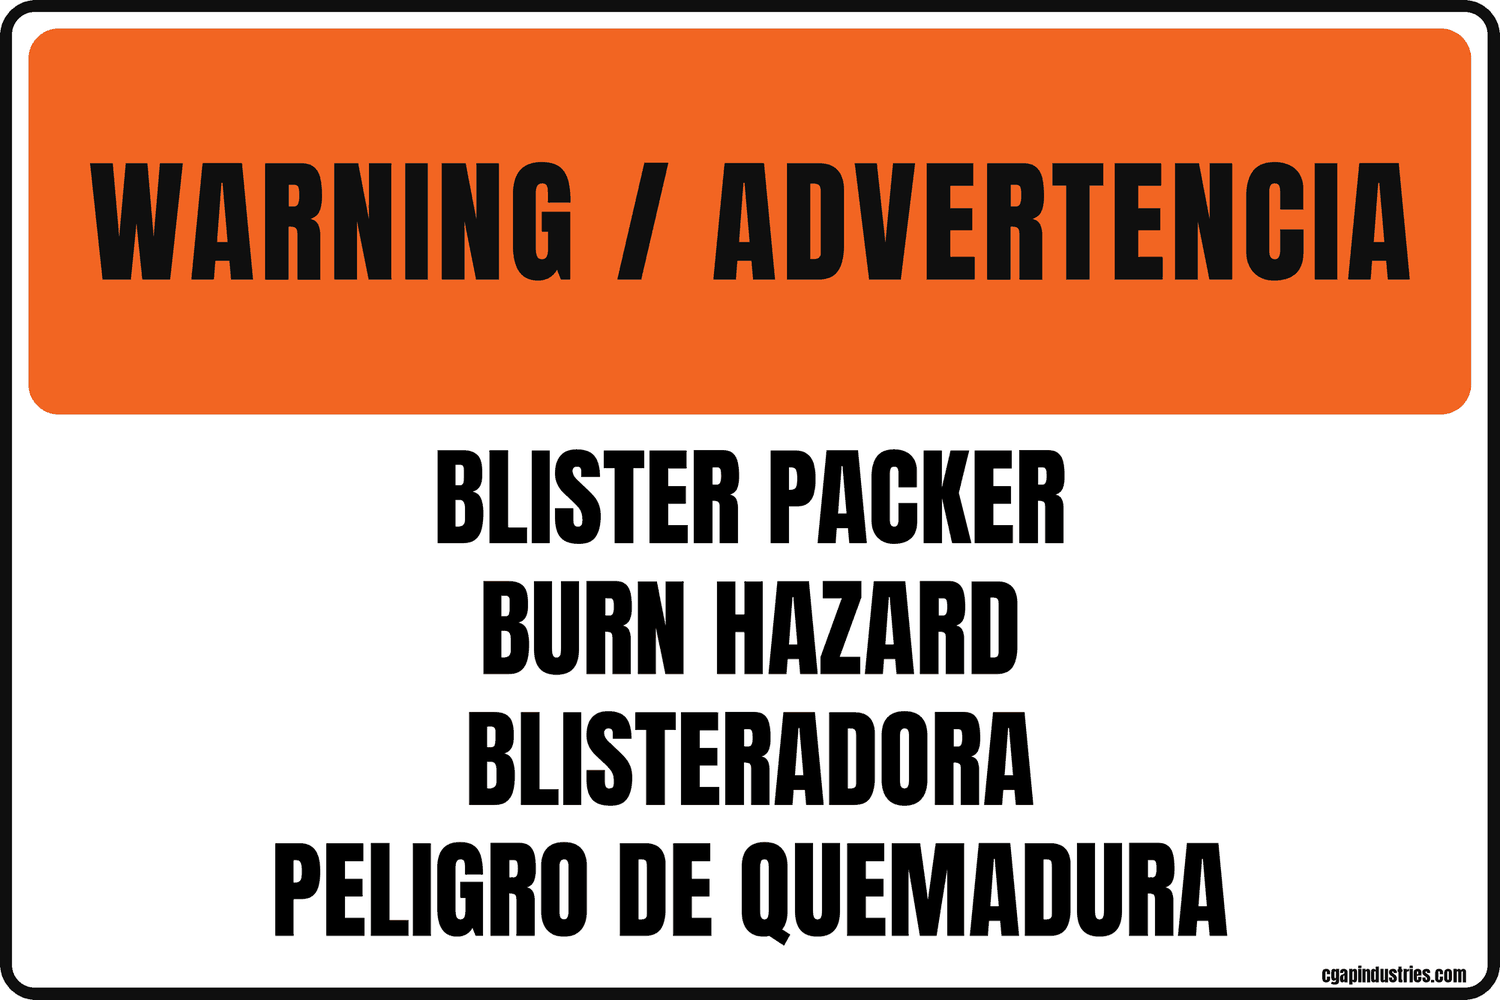 WARNING / ADVERTENCIA
BLISTER PACKER
BURN HAZARD
BLISTERADORA
PELIGRO DE QUEMADURA
cgapindustries.com